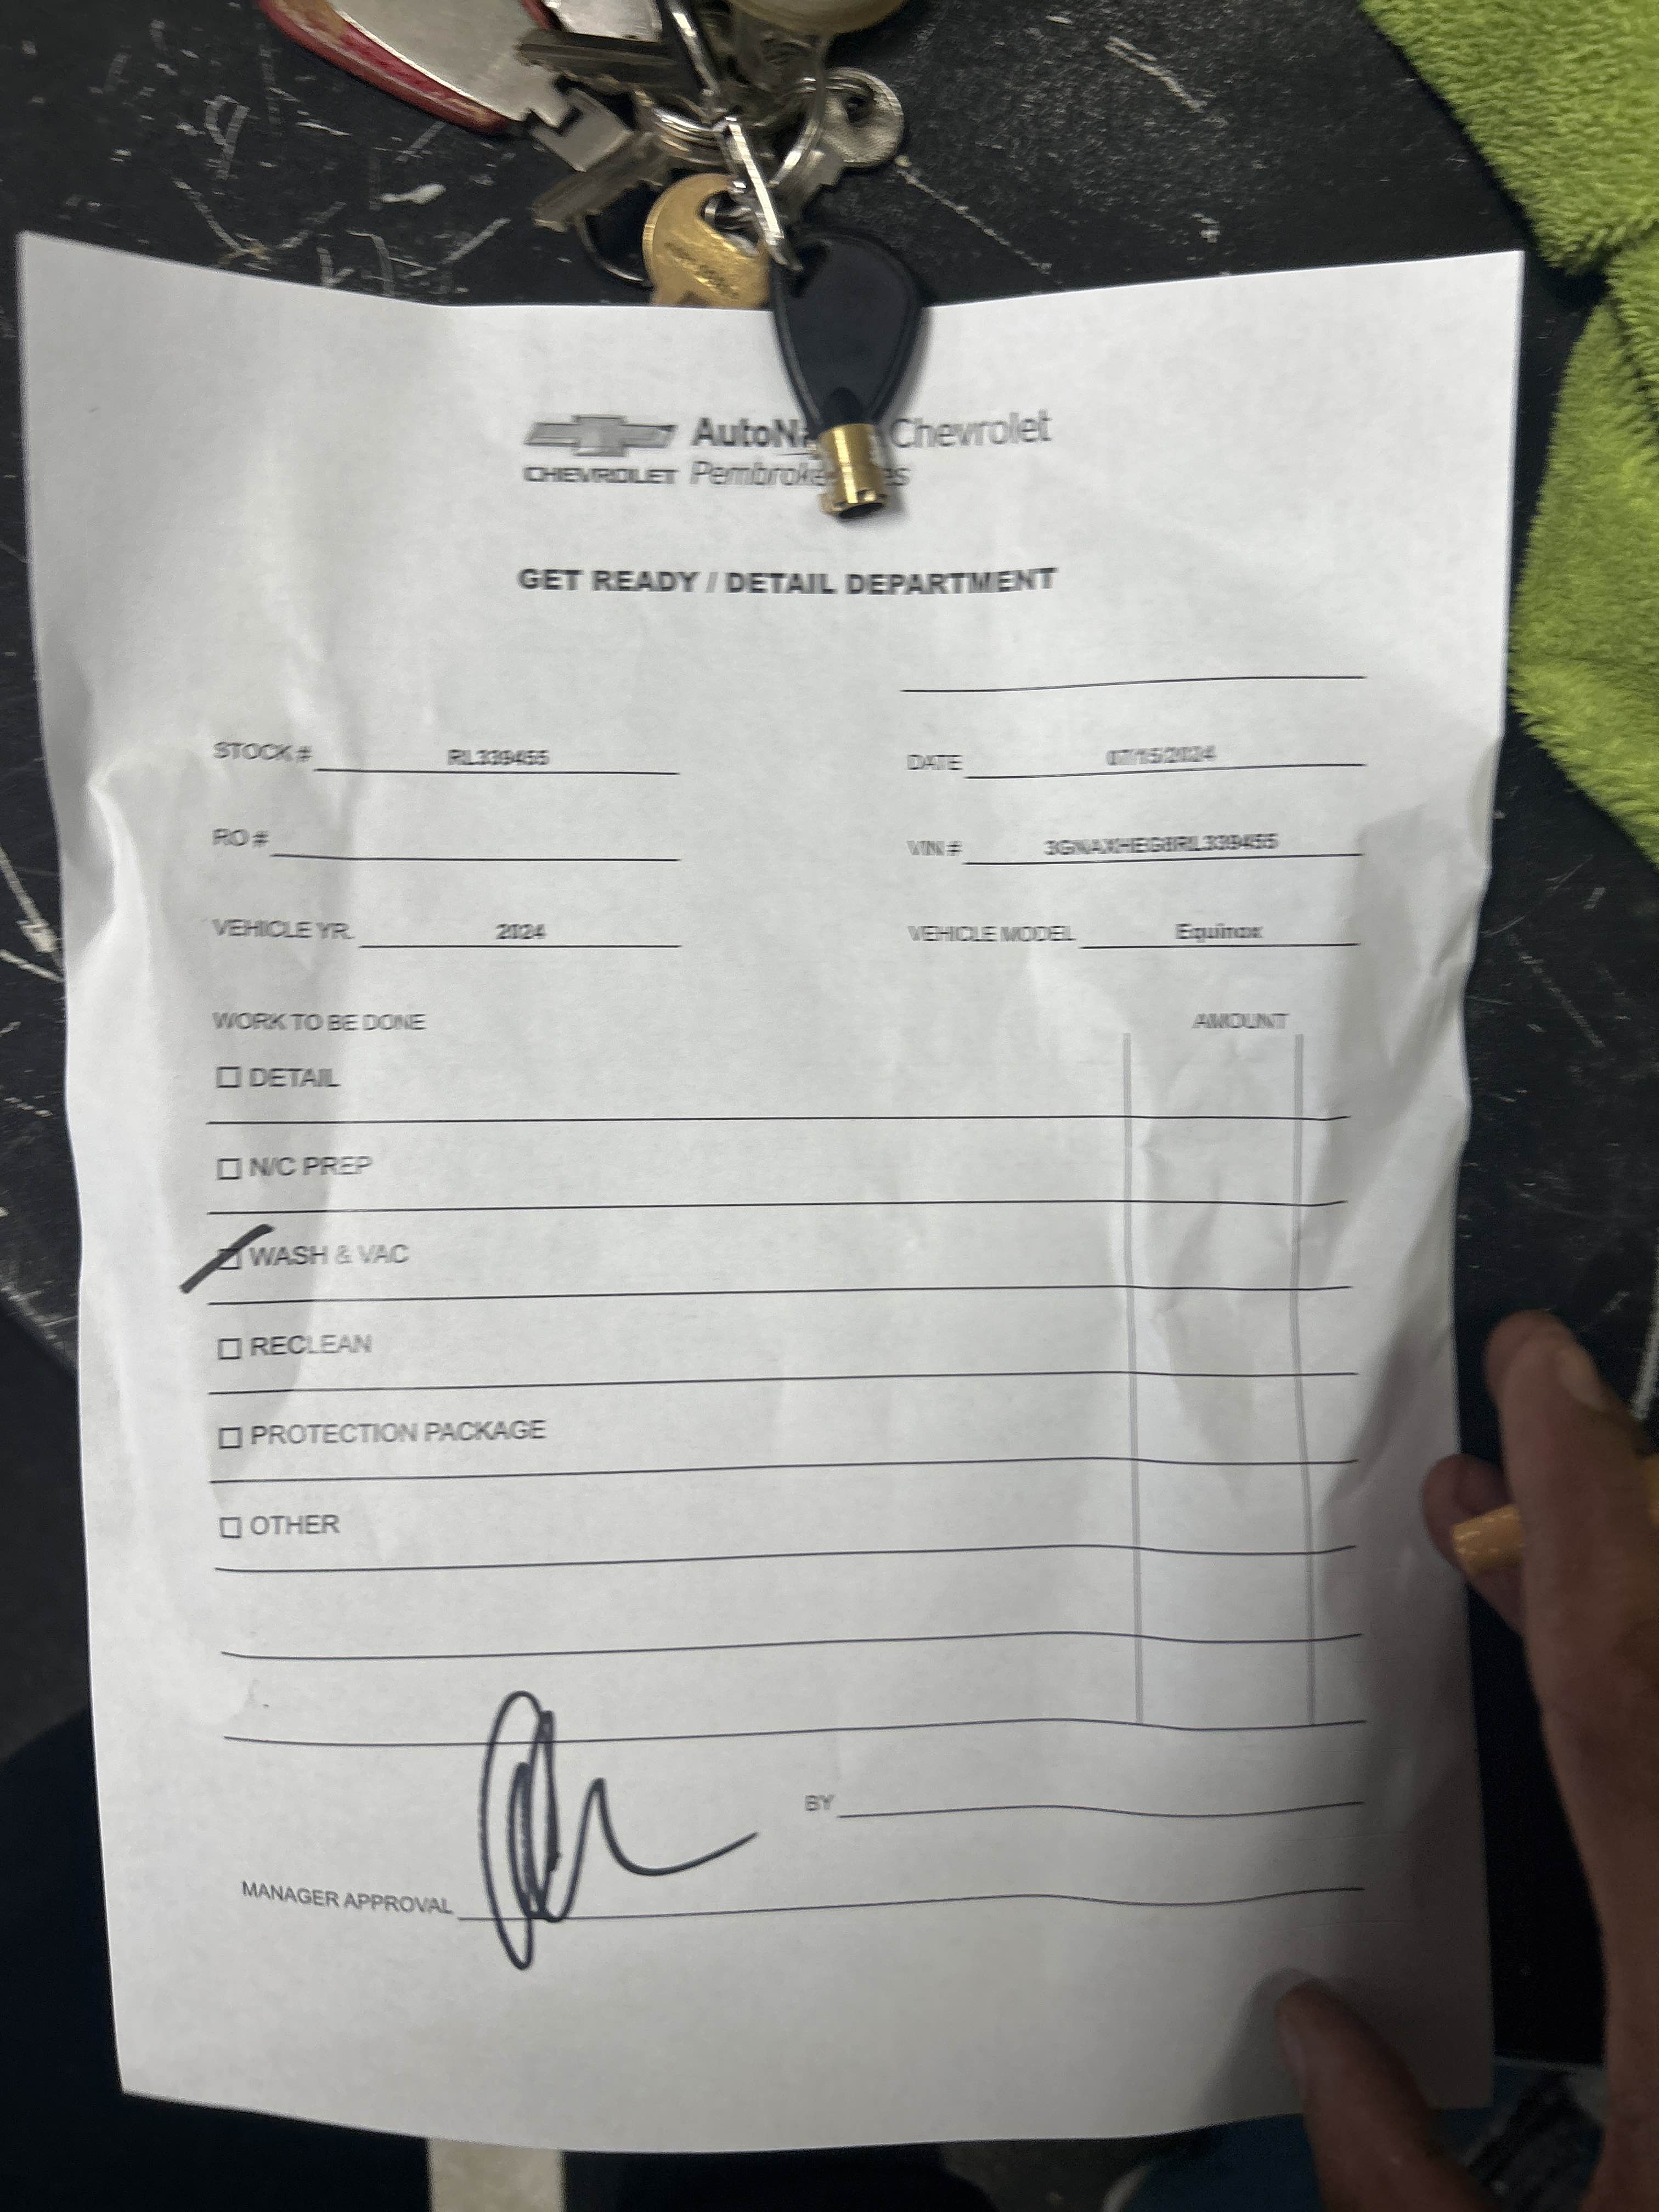 AutoNa Chevrolet
CHEVROLET Pembroke es
GET READY / DETAIL DEPARTMENT
STOCK # RL339455 DATE 07/15/2024
RO # VIN # 3GNAXHEG8RL339455
VEHICLE YR. 2024 VEHICLE MODEL Equinox
WORK TO BE DONE AMOUNT
DETAIL
N/C PREP
WASH & VAC
RECLEAN
PROTECTION PACKAGE
OTHER
BY
MANAGER APPROVAL